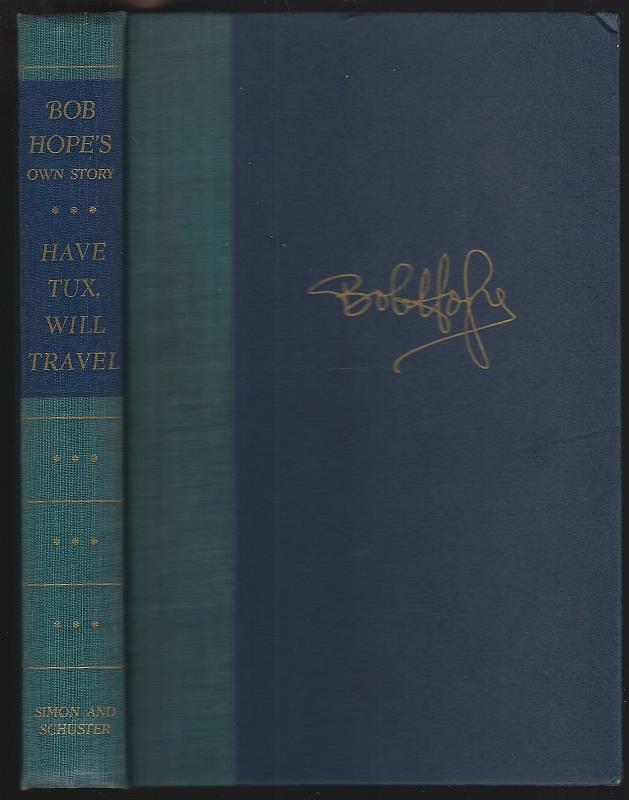 BOB
HOPE'S
OWN STORY
* * *
HAVE
TUX,
WILL
TRAVEL
* * *
* * *
* * *
SIMON AND
SCHUSTER
Bob Hope